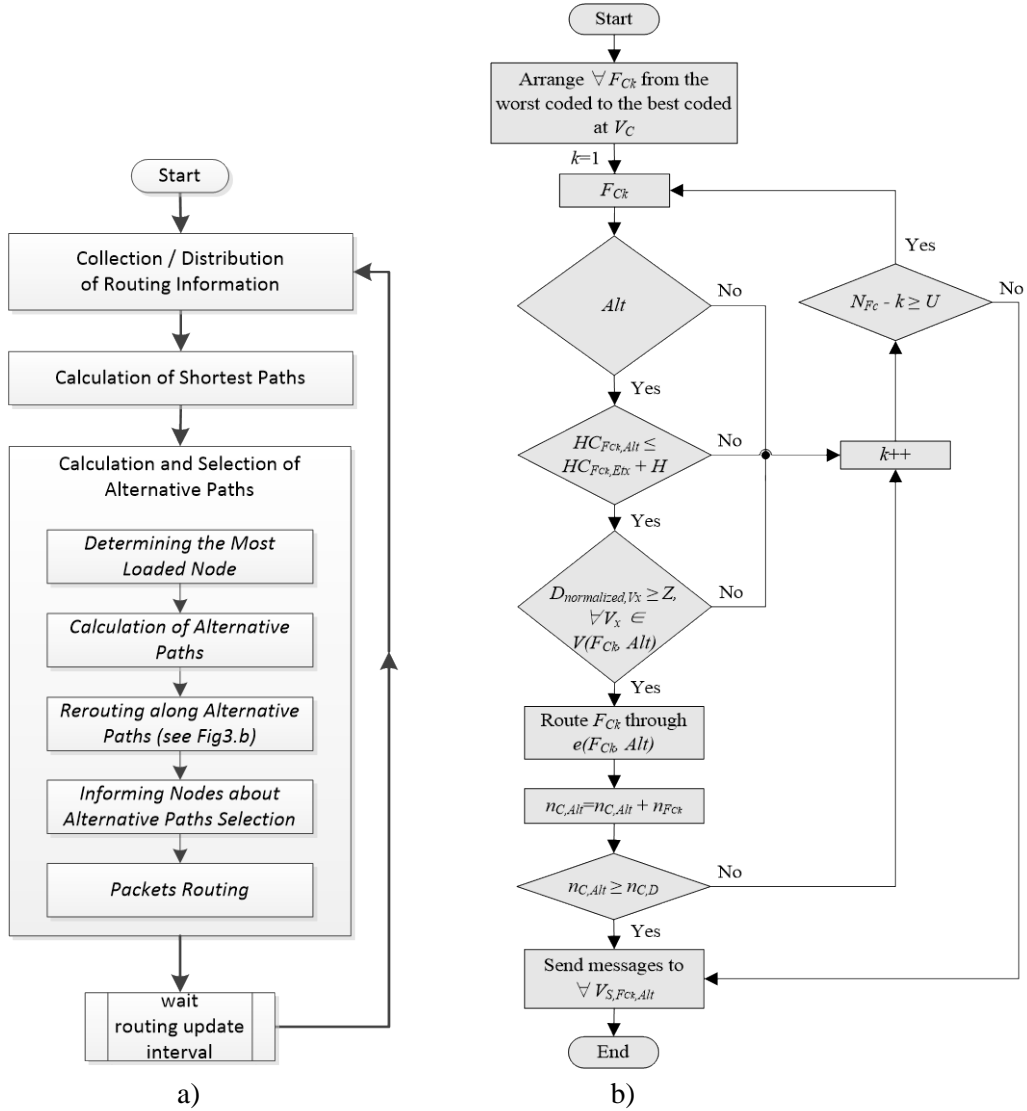 Start
Collection / Distribution
of Routing Information
Calculation of Shortest Paths
Calculation and Selection of
Alternative Paths
Determining the Most
Loaded Node
Calculation of Alternative
Paths
Rerouting along Alternative
Paths (see Fig3.b)
Informing Nodes about
Alternative Paths Selection
Packets Routing
wait
routing update
interval
a)
Start
Arrange ∀ F_Ck from the
worst coded to the best coded
at V_C
k=1
F_Ck
Alt
No
Yes
HC_FCk,Alt ≤
HC_FCk,Etx + H
No
Yes
D_normalized,Vx ≥ Z,
∀V_x ∈
V(F_Ck, Alt)
No
Yes
Route F_Ck through
e(F_Ck, Alt)
n_C,Alt=n_C,Alt + n_FCk
n_C,Alt ≥ n_C,D
No
Yes
Send messages to
∀ V_S,FCk,Alt
End
k++
N_Fc - k ≥ U
Yes
No
b)